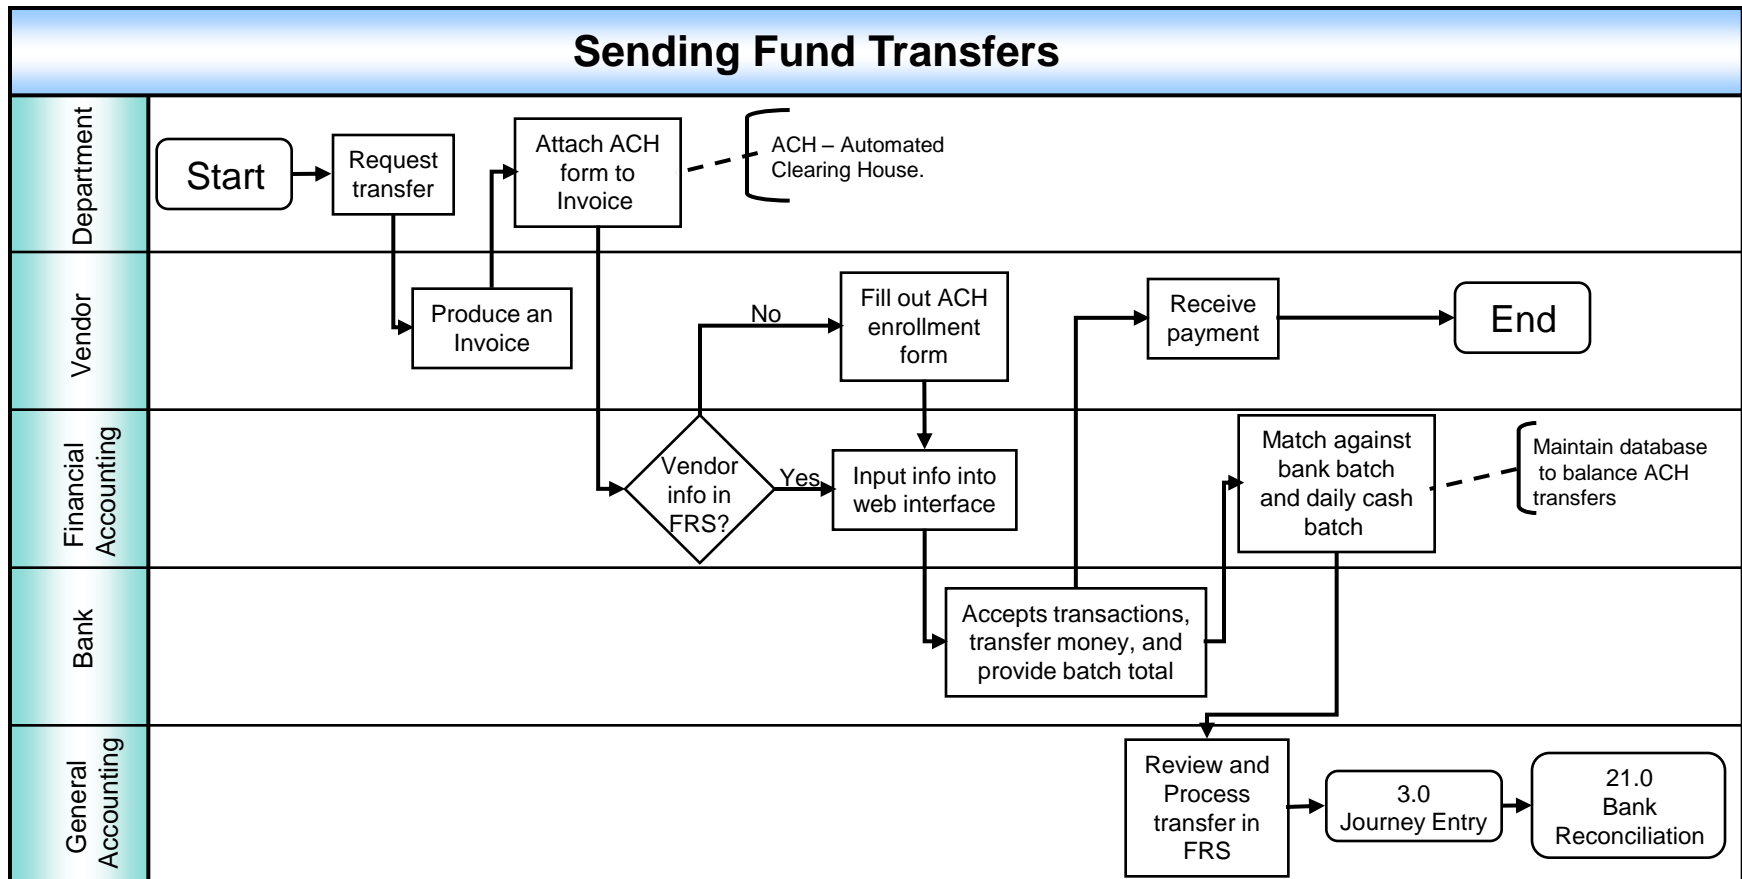 Sending Fund Transfers
Department
Start
Request
transfer
Attach ACH
form to
Invoice
ACH – Automated
Clearing House.
Vendor
Produce an
Invoice
No
Fill out ACH
enrollment
form
Receive
payment
End
Financial
Accounting
Vendor
info in
FRS?
Yes
Input info into
web interface
Match against
bank batch
and daily cash
batch
Maintain database
to balance ACH
transfers
Bank
Accepts transactions,
transfer money, and
provide batch total
General
Accounting
Review and
Process
transfer in
FRS
3.0
Journey Entry
21.0
Bank
Reconciliation